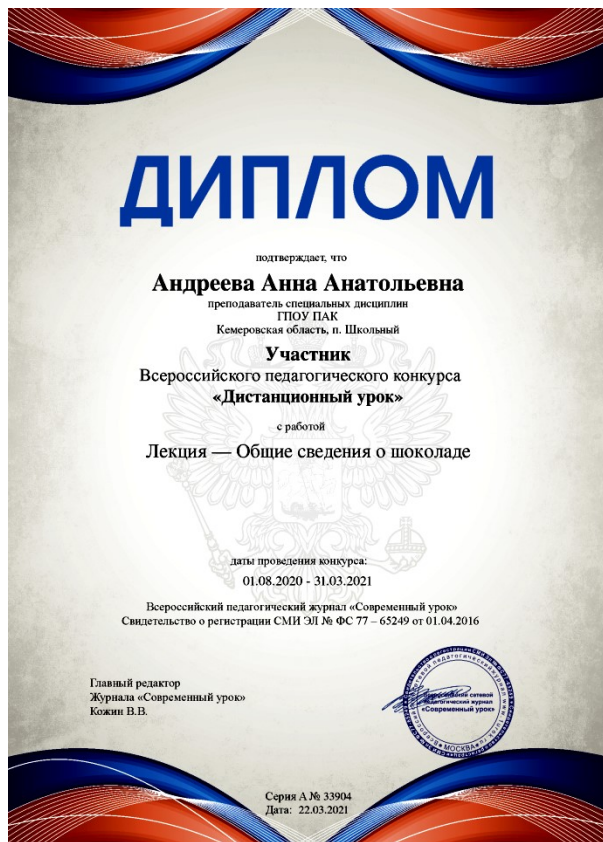 ДИПЛОМ
подтверждает, что
Андреева Анна Анатольевна
преподаватель специальных дисциплин
ГПОУ ПАК
Кемеровская область, п. Школьный
Участник
Всероссийского педагогического конкурса
«Дистанционный урок»
с работой
Лекция — Общие сведения о шоколаде
даты проведения конкурса:
01.08.2020 - 31.03.2021
Всероссийский педагогический журнал «Современный урок»
Свидетельство о регистрации СМИ ЭЛ № ФС 77 – 65249 от 01.04.2016
Главный редактор
Журнала «Современный урок»
Кожин В.В.
сетевой
педагогический журнал
«Современный урок»
МОСКВА
Серия А № 33904
Дата: 22.03.2021